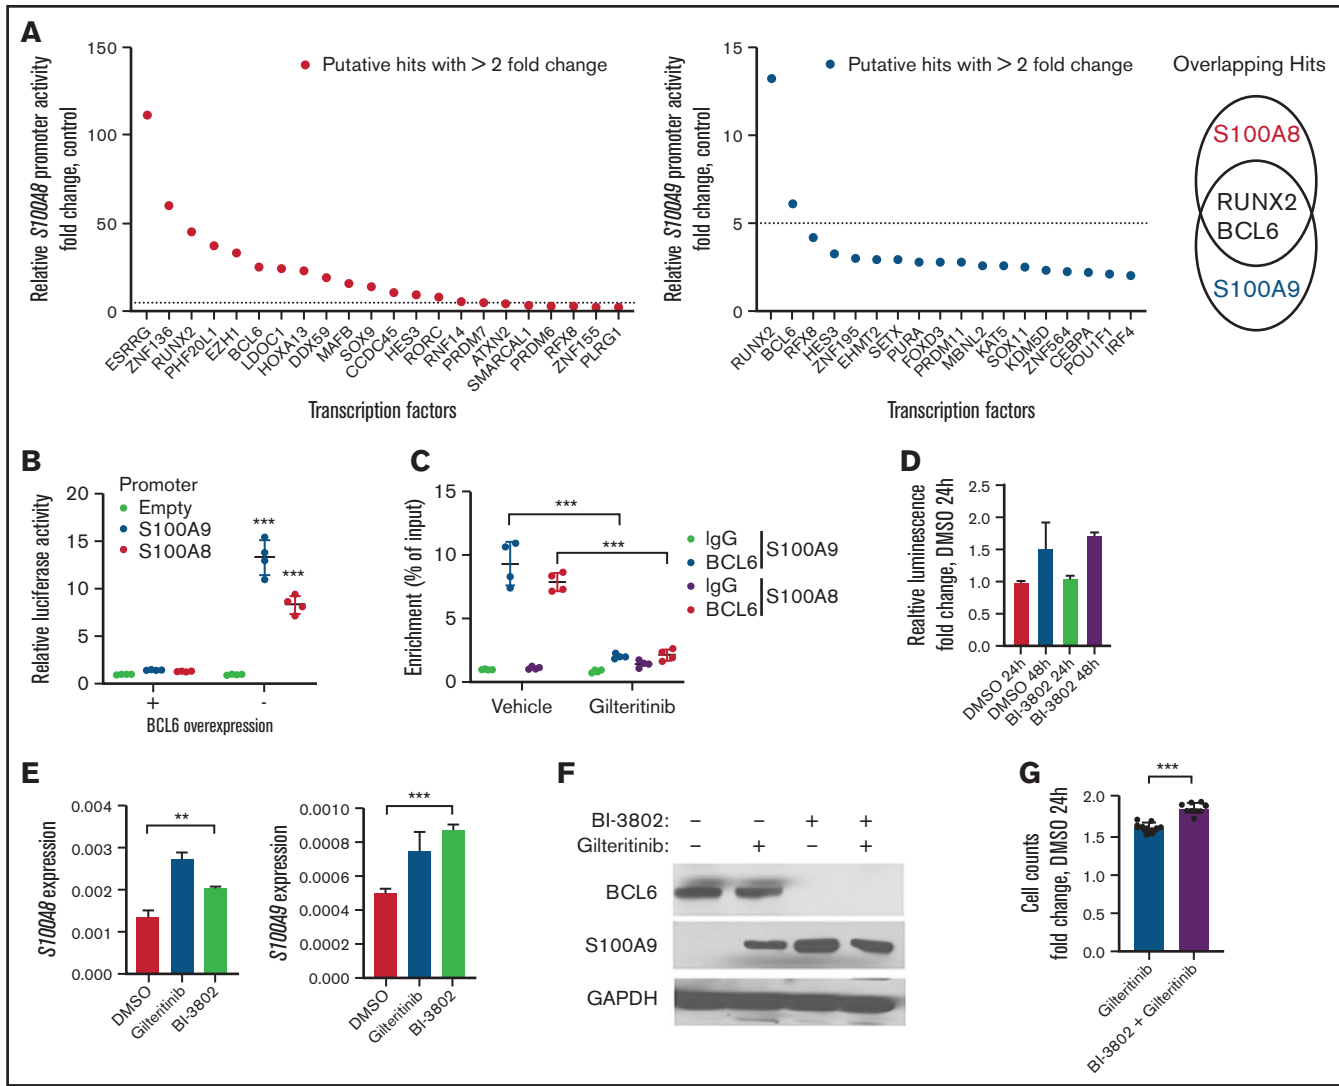 A
Relative S100A8 promoter activity
fold change, control
150
100
50
0
Putative hits with > 2 fold change
ESRRG
ZNF136
RUNX2
PHF20L1
EZH1
BCL6
LDOC1
HOXA13
DDX59
MAFB
SOX9
CCDC45
HES3
RORC
RNF14
PRDM7
ATXN2
SMARCAL1
PRDM6
RFX8
ZNF155
PLRG1
Transcription factors
Relative S100A9 promoter activity
fold change, control
15
10
5
0
Putative hits with > 2 fold change
RUNX2
BCL6
RFX8
HES3
ZNF195
EHMT2
SETX
PURA
FOXD3
PRDM11
MBNL2
KAT5
SOX11
KDM5D
ZNF564
CEBPA
POU1F1
IRF4
Transcription factors
Overlapping Hits
S100A8
RUNX2
BCL6
S100A9
B
Relative luciferase activity
20
15
10
5
0
Promoter
Empty
S100A9
S100A8
***
***
+
-
BCL6 overexpression
C
Enrichment (% of input)
15
10
5
0
***
***
Vehicle
Gilteritinib
IgG
BCL6
S100A9
IgG
BCL6
S100A8
D
Realtive luminescence
fold change, DMSO 24h
2.5
2.0
1.5
1.0
0.5
0.0
DMSO 24h
DMSO 48h
BI-3802 24h
BI-3802 48h
E
S100A8 expression
0.004
0.003
0.002
0.001
0.000
**
DMSO
Gilteritinib
BI-3802
S100A9 expression
0.0010
0.0008
0.0006
0.0004
0.0002
0.000
***
DMSO
Gilteritinib
BI-3802
F
BI-3802: – – + +
Gilteritinib: – + – +
BCL6
S100A9
GAPDH
G
Cell counts
fold change, DMSO 24h
2.0
1.5
1.0
0.5
0.0
***
Gilteritinib
BI-3802 + Gilteritinib